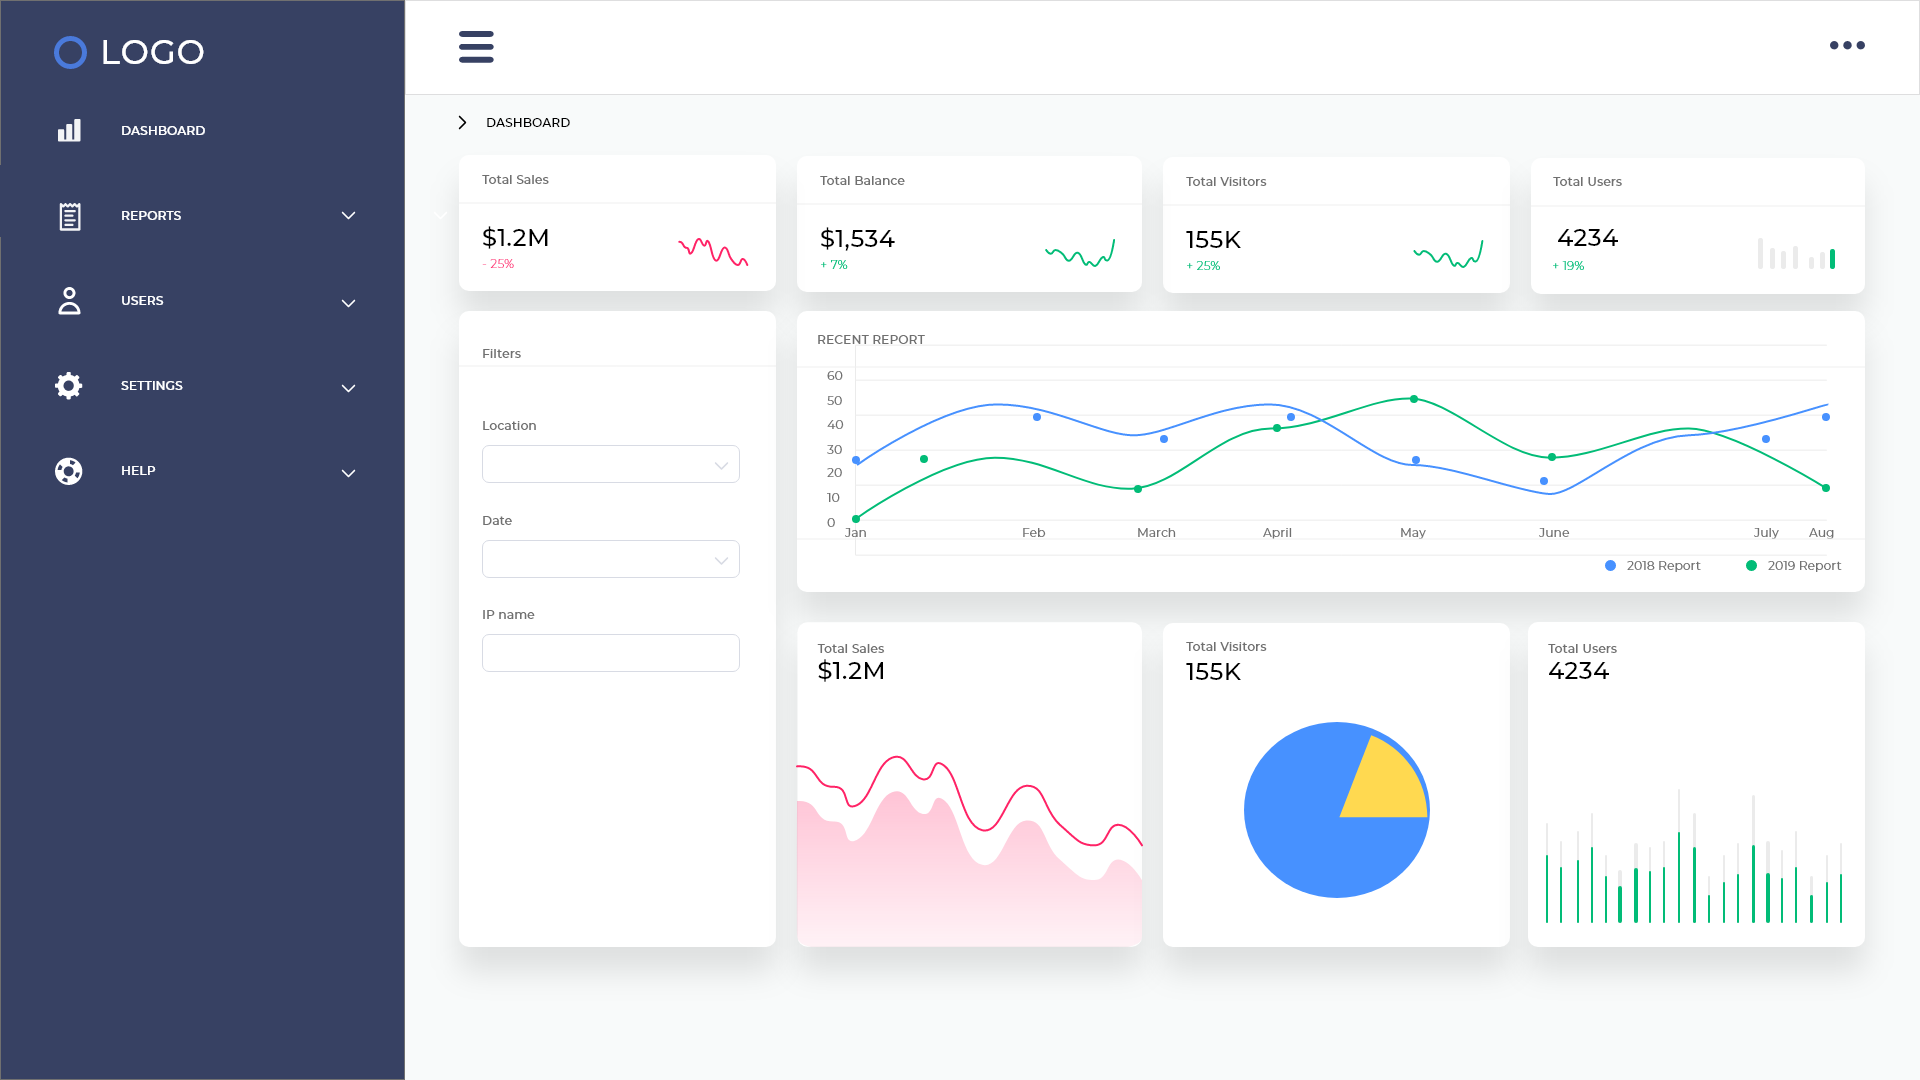 LOGO
DASHBOARD
REPORTS
USERS
SETTINGS
HELP
DASHBOARD
Total Sales
$1.2M
- 25%
Total Balance
$1,534
+ 7%
Total Visitors
155K
+ 25%
Total Users
4234
+ 19%
Filters
Location
Date
IP name
RECENT REPORT
60
50
40
30
20
10
0
Jan Feb March April May June July Aug
2018 Report 2019 Report
Total Sales
$1.2M
Total Visitors
155K
Total Users
4234